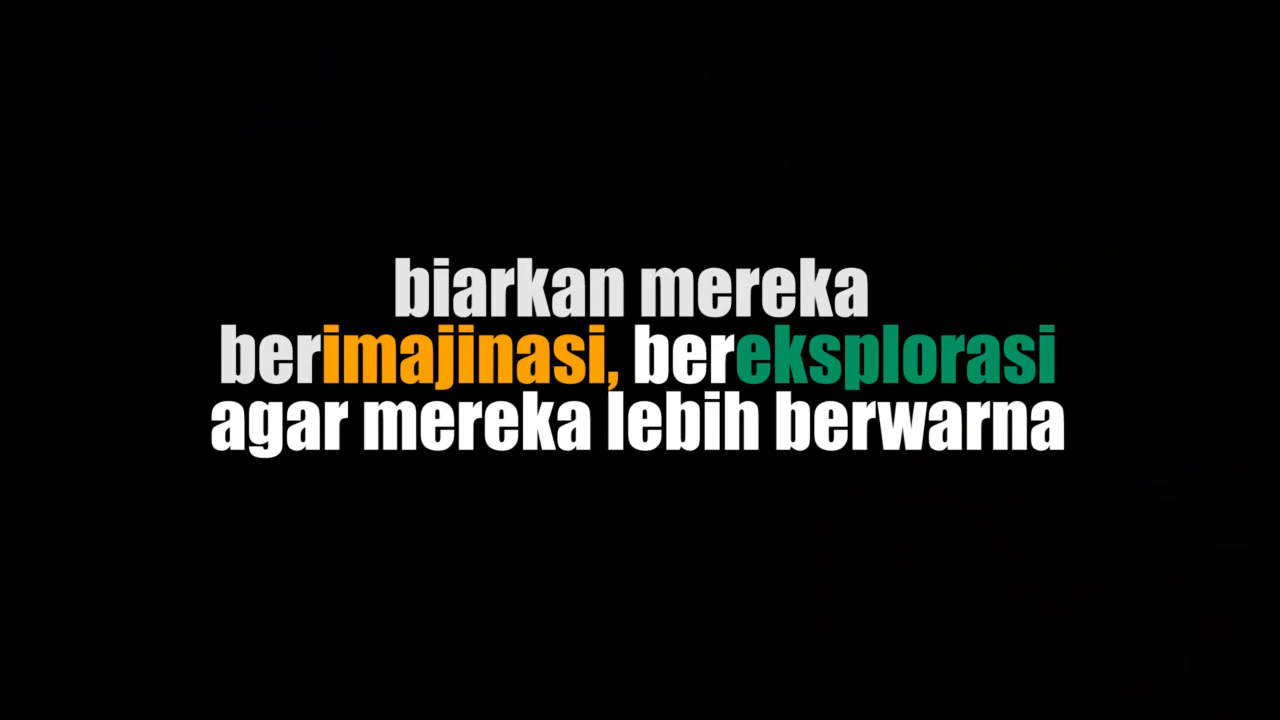 biarkan mereka
berimajinasi, bereksplorasi
agar mereka lebih berwarna